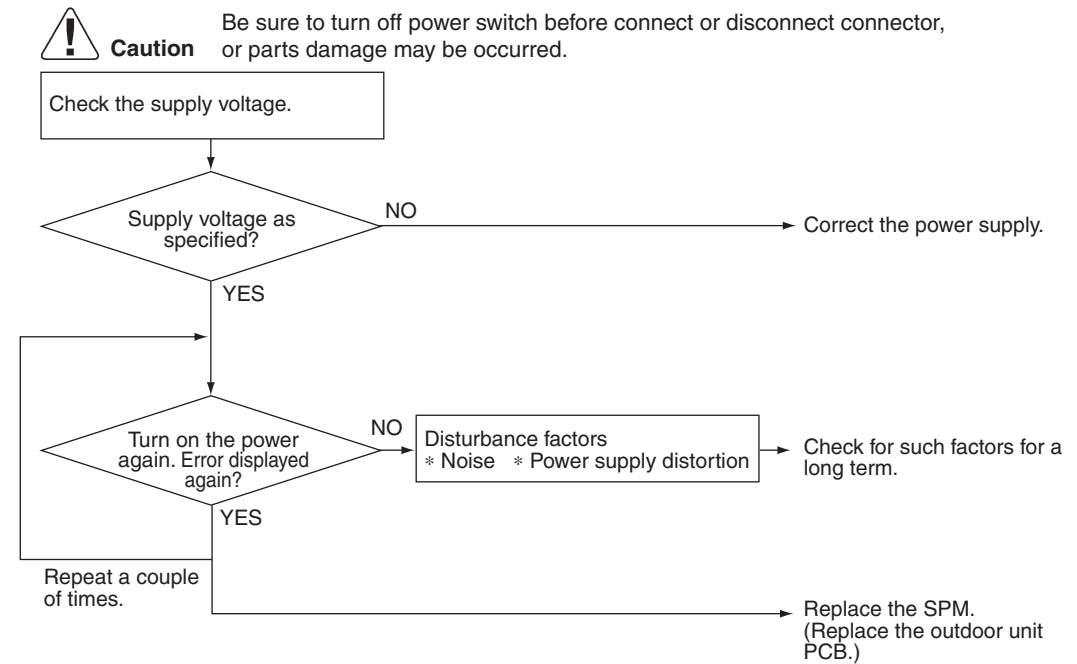 Be sure to turn off power switch before connect or disconnect connector,
Caution or parts damage may be occurred.
Check the supply voltage.
Supply voltage as
specified?
NO
Correct the power supply.
YES
Turn on the power
again. Error displayed
again?
NO
Disturbance factors
* Noise * Power supply distortion
Check for such factors for a
long term.
YES
Repeat a couple
of times.
Replace the SPM.
(Replace the outdoor unit
PCB.)